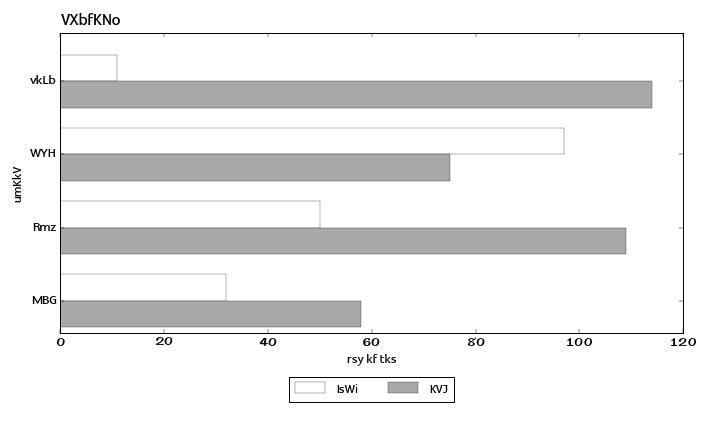 VXbfKNo
vkLb
WYH
Rmz
MBG
umKkV
0 20 40 60 80 100 120
rsy kf tks
IsWi KVJ